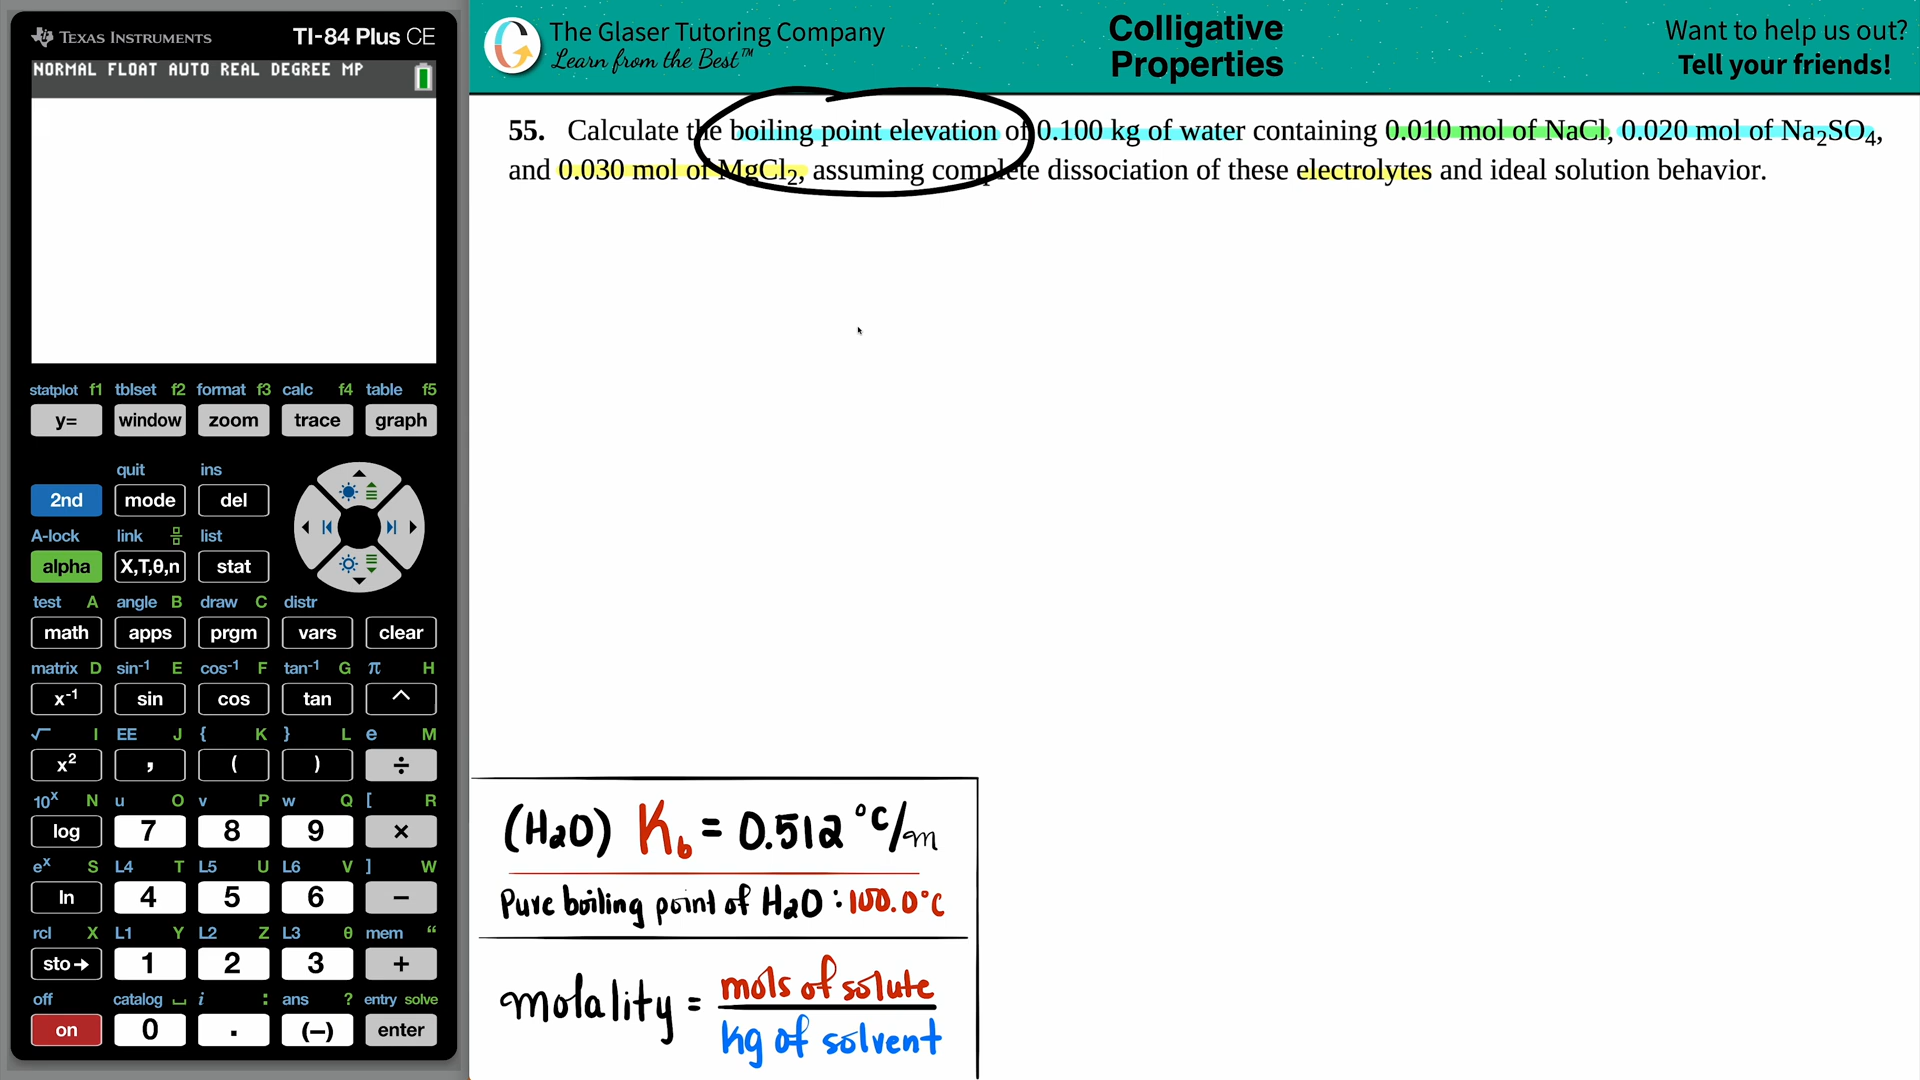 TEXAS INSTRUMENTS TI-84 Plus CE
NORMAL FLOAT AUTO REAL DEGREE MP
statplot f1 tblset f2 format f3 calc f4 table f5
y= window zoom trace graph
quit ins
2nd mode del
A-lock link list
alpha X,T,θ,n stat
test A angle B draw C distr
math apps prgm vars clear
matrix D sin⁻¹ E cos⁻¹ F tan⁻¹ G π H
x⁻¹ sin cos tan ^
√ I EE J { K } L e M
x² , ( ) ÷
10ˣ N u O v P w Q [ R
log 7 8 9 ×
eˣ S L4 T L5 U L6 V ] W
ln 4 5 6 −
rcl X L1 Y L2 Z L3 θ mem “
sto→ 1 2 3 +
off catalog ⎵ i : ans ? entry solve
on 0 . (−) enter
The Glaser Tutoring Company
Learn from the Best™
Colligative
Properties
Want to help us out?
Tell your friends!
55. Calculate the boiling point elevation of 0.100 kg of water containing 0.010 mol of NaCl, 0.020 mol of Na₂SO₄,
and 0.030 mol of MgCl₂, assuming complete dissociation of these electrolytes and ideal solution behavior.
(H₂O) K_b = 0.512 °C/m
Pure boiling point of H₂O : 100.0°C
molality = mols of solute
kg of solvent